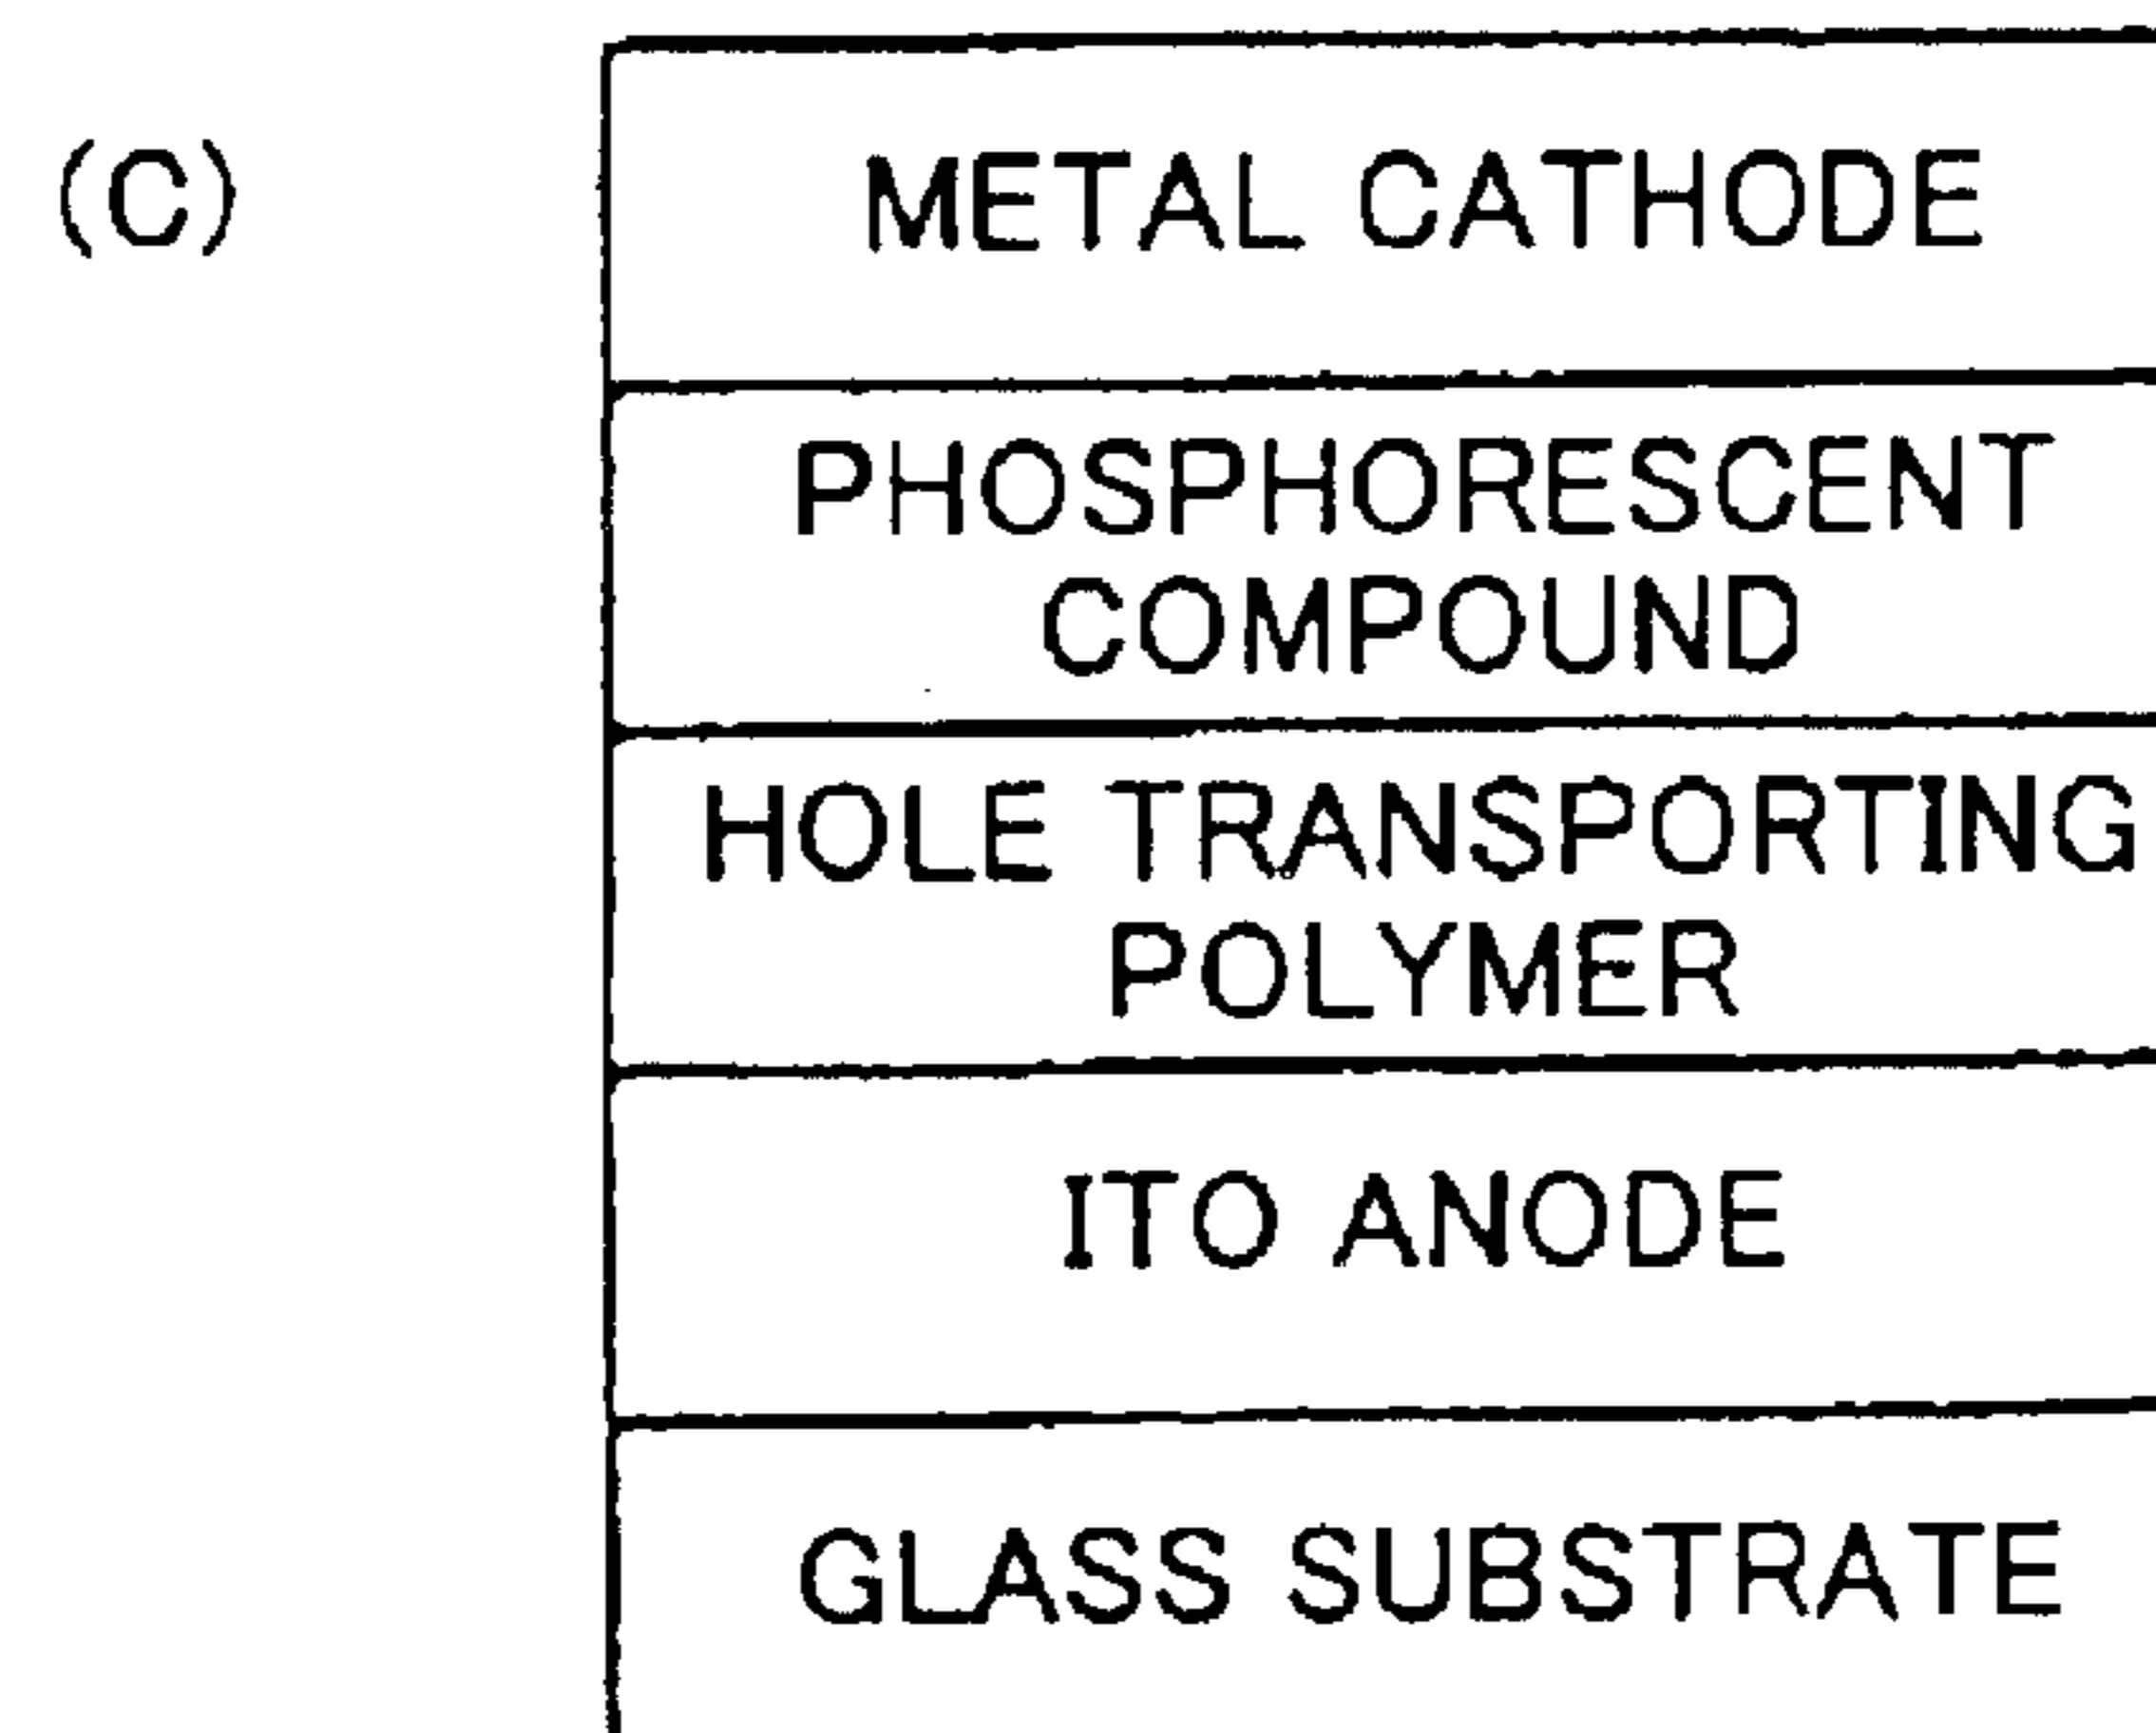 (C)
METAL CATHODE
PHOSPHORESCENT
COMPOUND
HOLE TRANSPORTING
POLYMER
ITO ANODE
GLASS SUBSTRATE